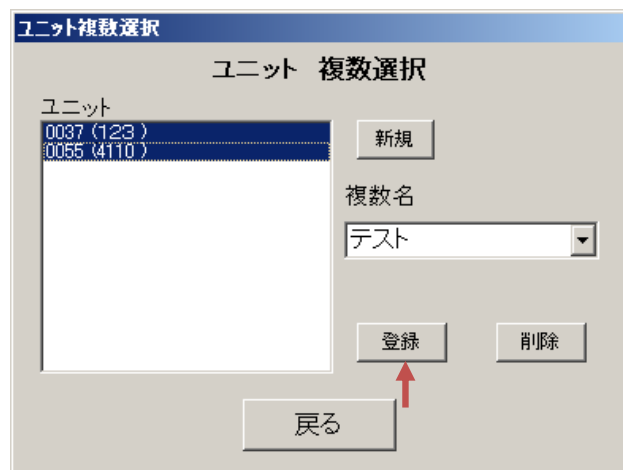 ユニット複数選択
ユニット 複数選択
ユニット
0037 (123 )
0055 (4110 )
新規
複数名
テスト
登録
削除
戻る